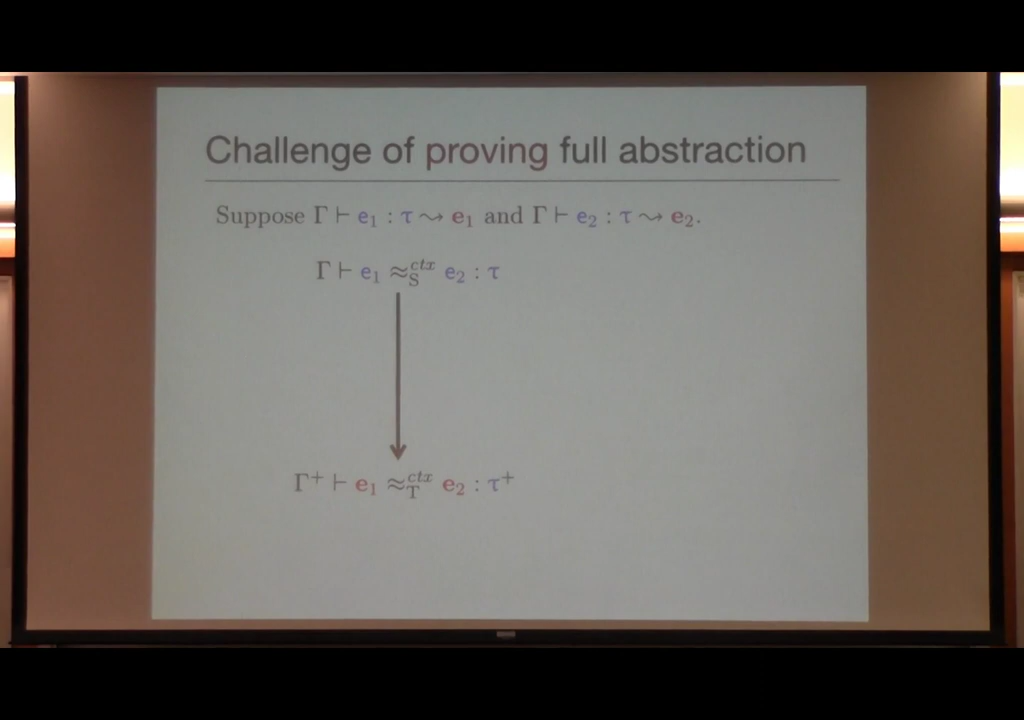 Challenge of proving full abstraction
Suppose Γ ⊢ e₁ : τ ⇝ e₁ and Γ ⊢ e₂ : τ ⇝ e₂.
Γ ⊢ e₁ ≈ᶜᵗˣ_S e₂ : τ
Γ⁺ ⊢ e₁ ≈ᶜᵗˣ_T e₂ : τ⁺